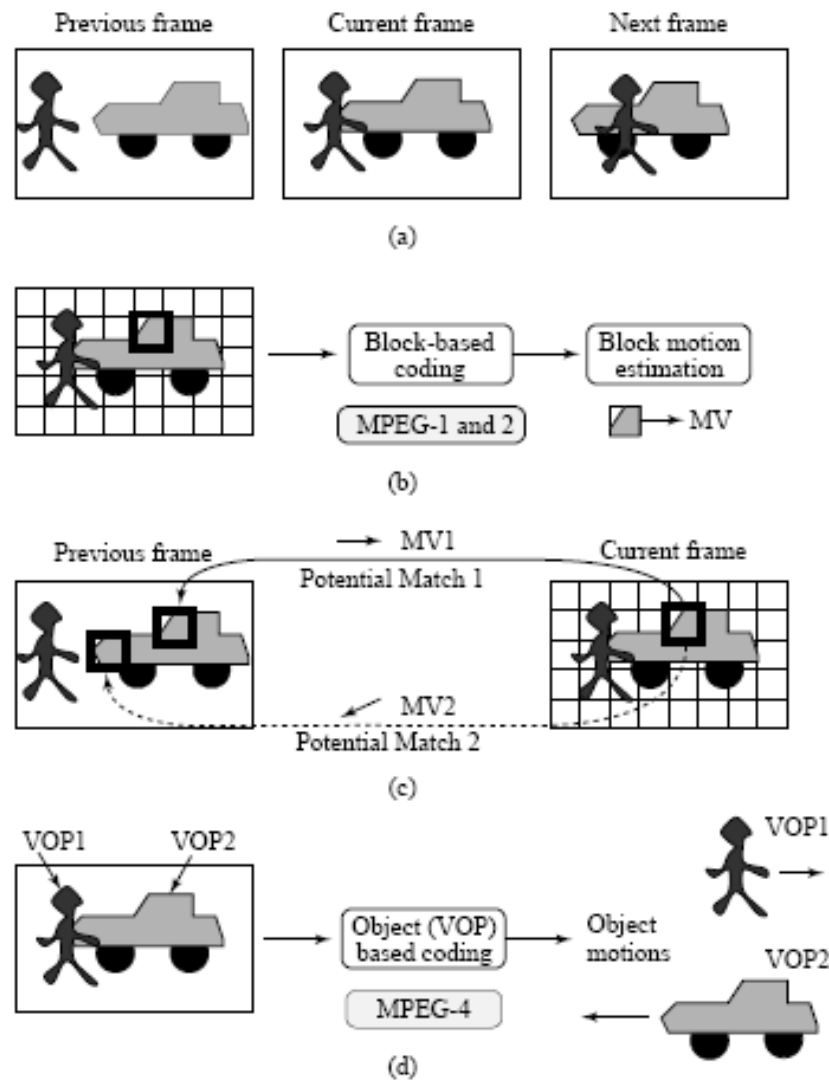 Previous frame
Current frame
Next frame
(a)
Block-based
coding
Block motion
estimation
MPEG-1 and 2
MV
(b)
Previous frame
MV1
Current frame
Potential Match 1
MV2
Potential Match 2
(c)
VOP1
VOP2
VOP1
Object (VOP)
based coding
Object
motions
VOP2
MPEG-4
(d)